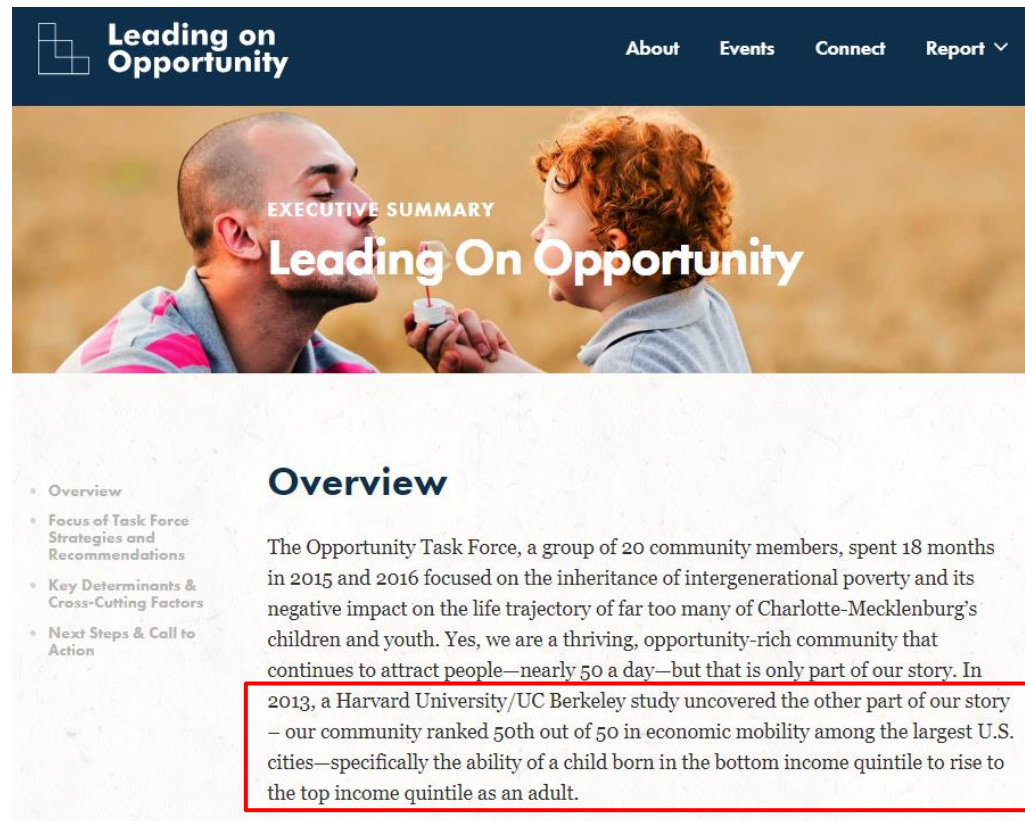 Leading on
Opportunity
About Events Connect Report
EXECUTIVE SUMMARY
Leading On Opportunity
• Overview
• Focus of Task Force
Strategies and
Recommendations
• Key Determinants &
Cross-Cutting Factors
• Next Steps & Call to
Action
Overview
The Opportunity Task Force, a group of 20 community members, spent 18 months
in 2015 and 2016 focused on the inheritance of intergenerational poverty and its
negative impact on the life trajectory of far too many of Charlotte-Mecklenburg’s
children and youth. Yes, we are a thriving, opportunity-rich community that
continues to attract people—nearly 50 a day—but that is only part of our story. In
2013, a Harvard University/UC Berkeley study uncovered the other part of our story
– our community ranked 50th out of 50 in economic mobility among the largest U.S.
cities—specifically the ability of a child born in the bottom income quintile to rise to
the top income quintile as an adult.